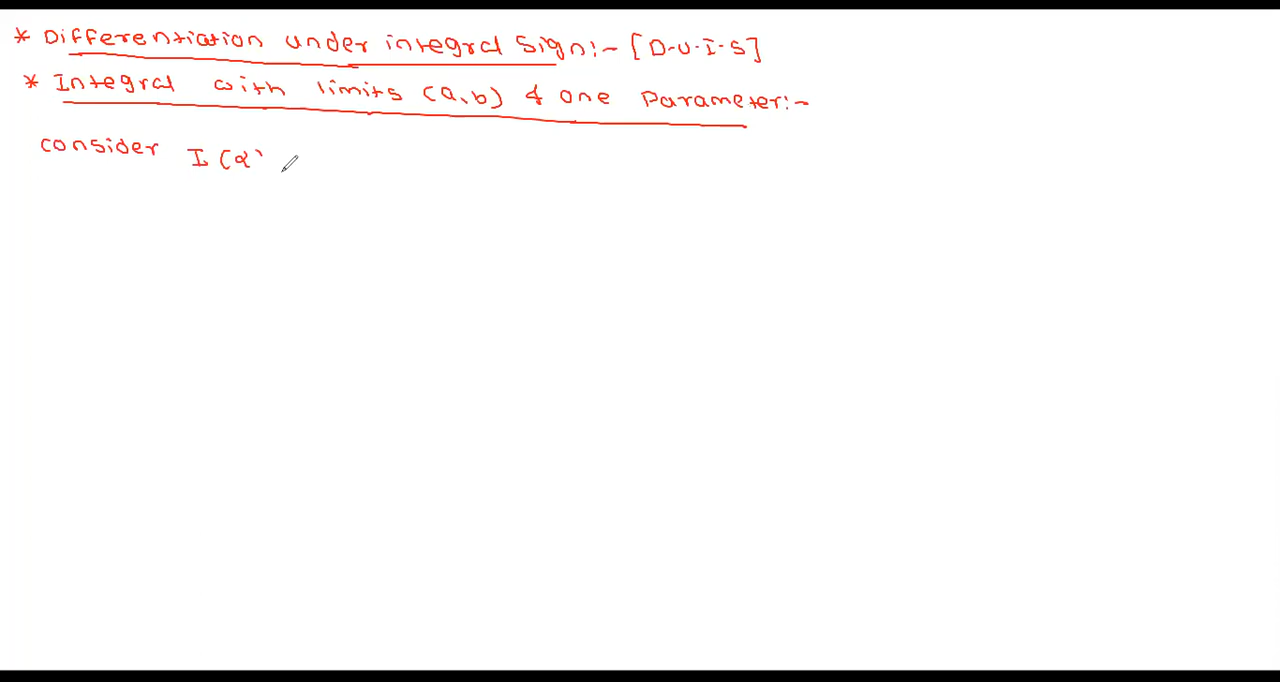 * Differentiation under integral Sign:- [D-U-I-S]
* Integral with limits (a,b) & one Parameter:-
consider I(α)